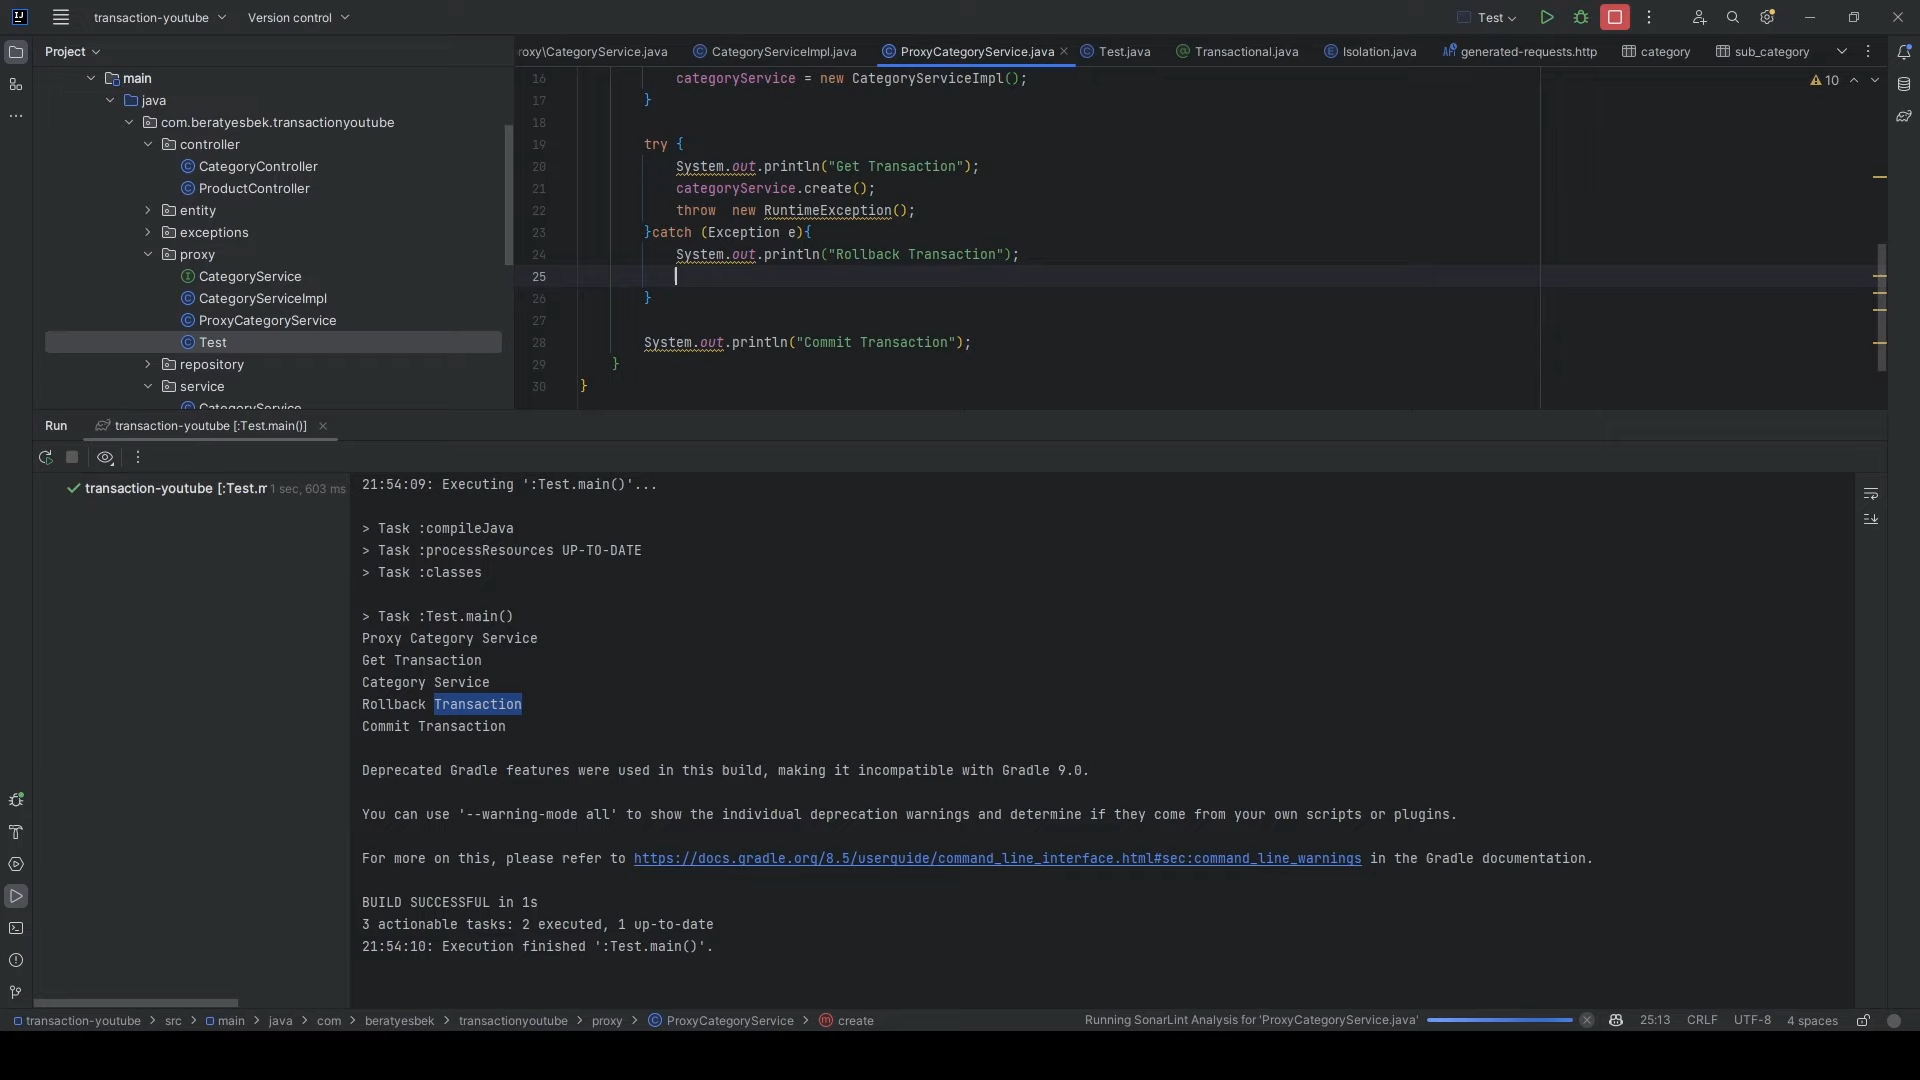 transaction-youtube
Version control
Test
Project
roxy\CategoryService.java
CategoryServiceImpl.java
ProxyCategoryService.java
Test.java
Transactional.java
Isolation.java
generated-requests.http
category
sub_category
main
java
com.beratyesbek.transactionyoutube
controller
CategoryController
ProductController
entity
exceptions
proxy
CategoryService
CategoryServiceImpl
ProxyCategoryService
Test
repository
service
CategoryService
10
16 categoryService = new CategoryServiceImpl();
17 }
18
19 try {
20 System.out.println("Get Transaction");
21 categoryService.create();
22 throw  new RuntimeException();
23 }catch (Exception e){
24 System.out.println("Rollback Transaction");
25
26 }
27
28 System.out.println("Commit Transaction");
29 }
30 }
Run
transaction-youtube [:Test.main()]
transaction-youtube [:Test.m 1 sec, 603 ms
21:54:09: Executing ':Test.main()'...
> Task :compileJava
> Task :processResources UP-TO-DATE
> Task :classes
> Task :Test.main()
Proxy Category Service
Get Transaction
Category Service
Rollback Transaction
Commit Transaction
Deprecated Gradle features were used in this build, making it incompatible with Gradle 9.0.
You can use '--warning-mode all' to show the individual deprecation warnings and determine if they come from your own scripts or plugins.
For more on this, please refer to https://docs.gradle.org/8.5/userguide/command_line_interface.html#sec:command_line_warnings in the Gradle documentation.
BUILD SUCCESSFUL in 1s
3 actionable tasks: 2 executed, 1 up-to-date
21:54:10: Execution finished ':Test.main()'.
transaction-youtube > src > main > java > com > beratyesbek > transactionyoutube > proxy > ProxyCategoryService > create
Running SonarLint Analysis for 'ProxyCategoryService.java'
25:13
CRLF
UTF-8
4 spaces